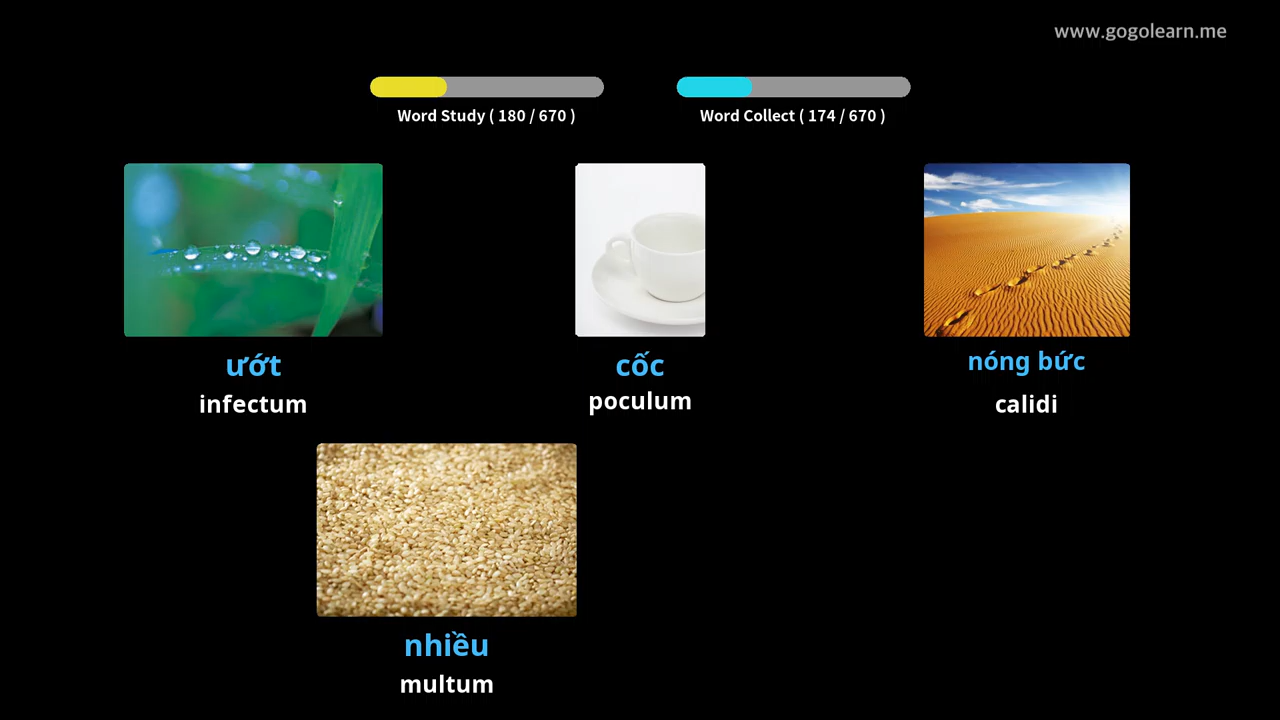 www.gogolearn.me
Word Study ( 180 / 670 )
Word Collect ( 174 / 670 )
ướt
infectum
cốc
poculum
nóng bức
calidi
nhiều
multum